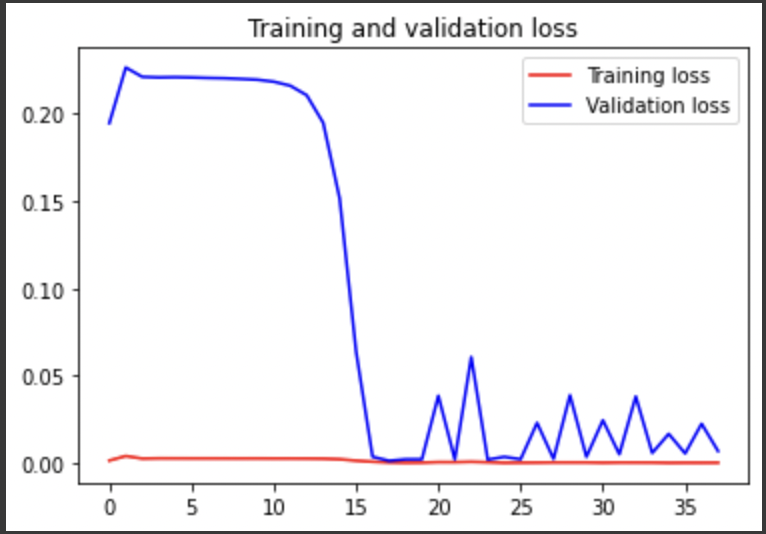 Training and validation loss
Training loss
Validation loss
0.20
0.15
0.10
0.05
0.00
0 5 10 15 20 25 30 35